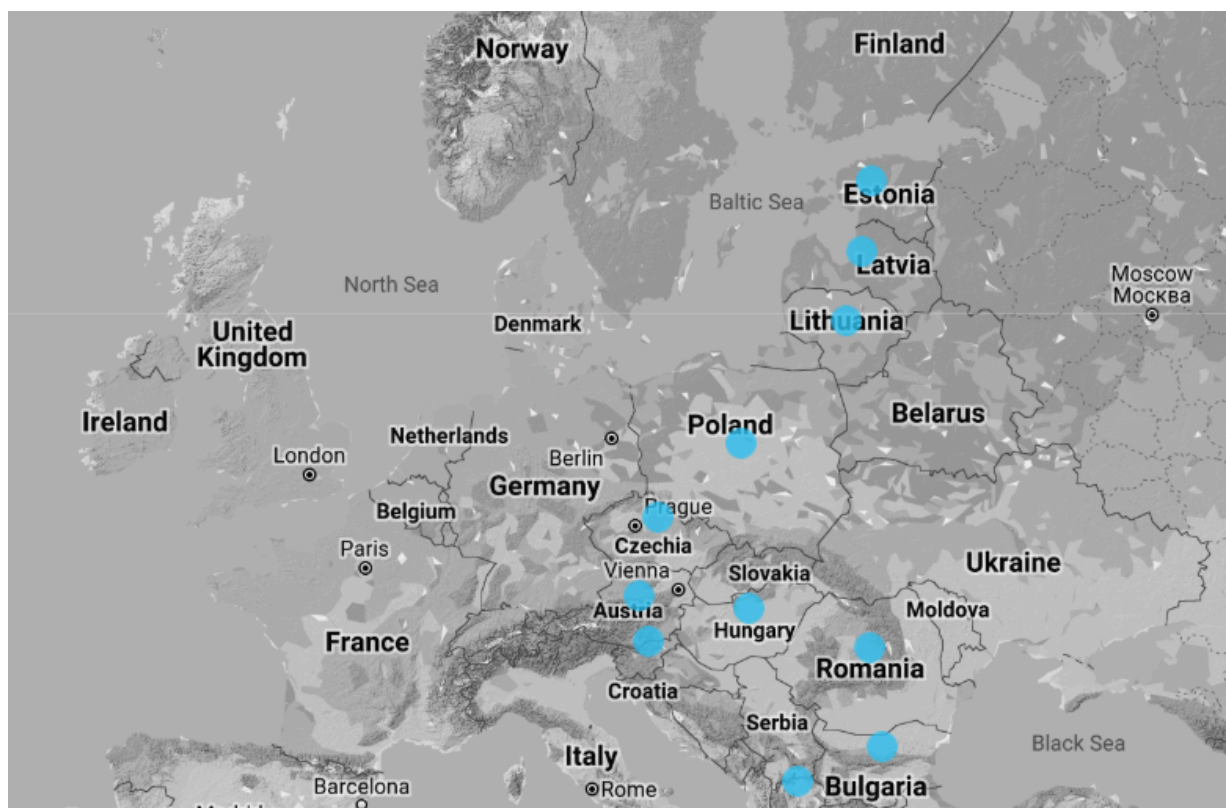 Norway
Finland
Estonia
Baltic Sea
Latvia
Moscow
Москва
North Sea
Denmark
Lithuania
United
Kingdom
Ireland
Netherlands
Poland
Belarus
London
Berlin
Germany
Belgium
Prague
Czechia
Paris
Vienna
Slovakia
Ukraine
Austria
Hungary
Moldova
France
Romania
Croatia
Serbia
Italy
Black Sea
Barcelona
Rome
Bulgaria